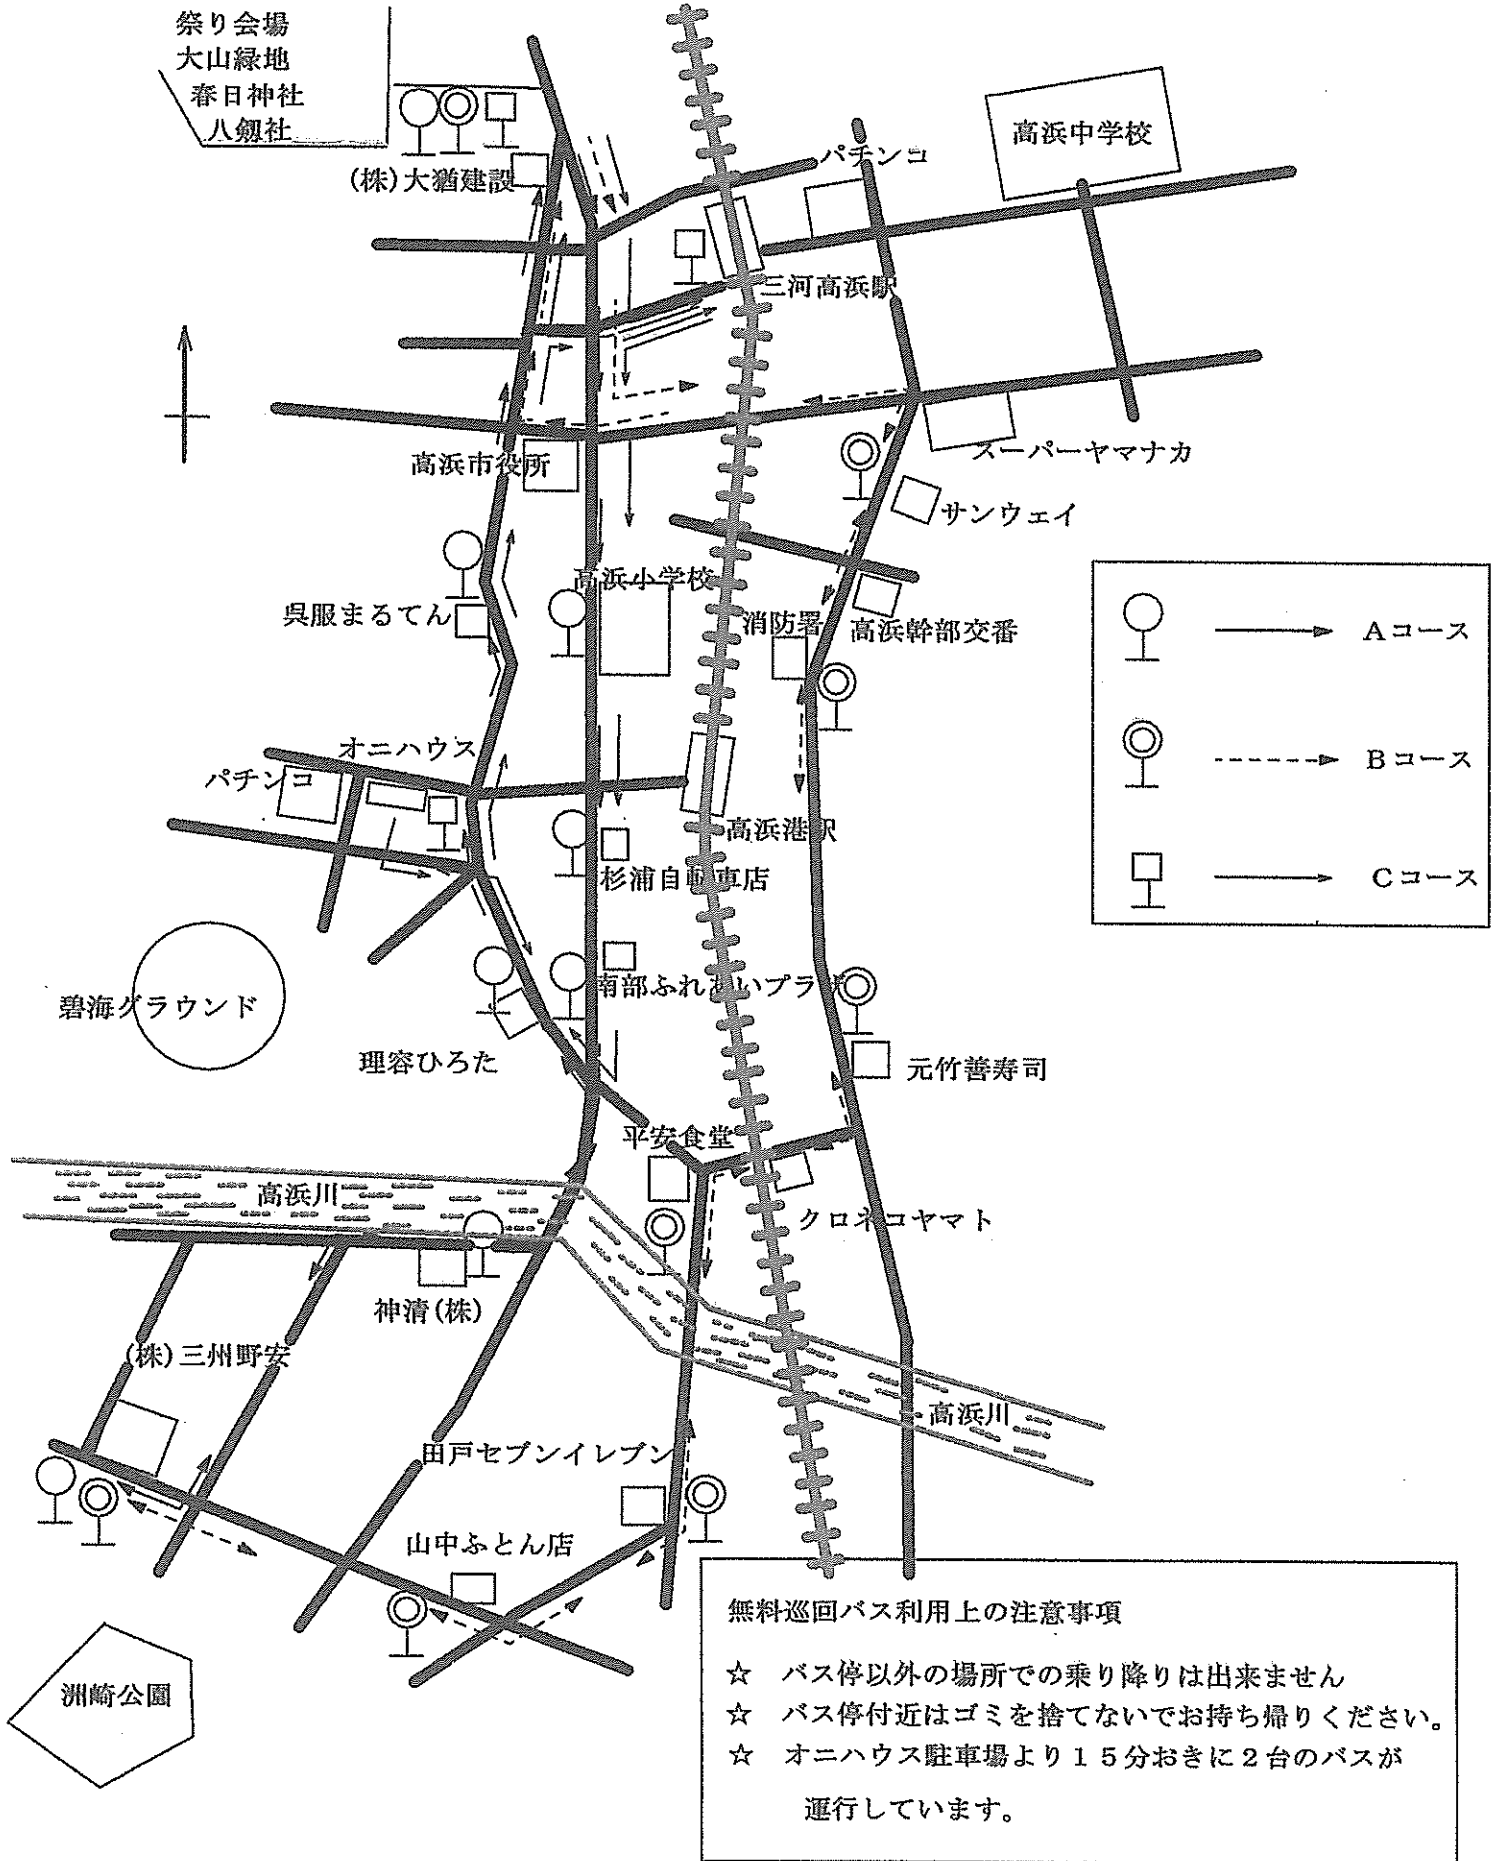 祭り会場
大山緑地
春日神社
八剱社
(株)大猶建設
パチンコ
高浜中学校
三河高浜駅
高浜市役所
スーパーヤマナカ
サンウェイ
高浜小学校
呉服まるてん
消防署
高浜幹部交番
Aコース
Bコース
Cコース
オニハウス
パチンコ
高浜港駅
杉浦自転車店
碧海グラウンド
南部ふれあいプラザ
理容ひろた
元竹善寿司
平安食堂
高浜川
クロネコヤマト
神清(株)
(株)三州野安
高浜川
田戸セブンイレブン
山中ふとん店
洲崎公園
無料巡回バス利用上の注意事項
☆ バス停以外の場所での乗り降りは出来ません
☆ バス停付近はゴミを捨てないでお持ち帰りください。
☆ オニハウス駐車場より15分おきに2台のバスが
運行しています。